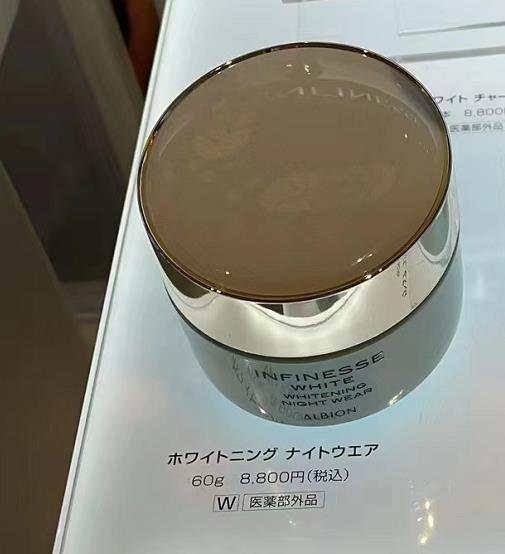 ワイト チャー
8,800
医薬部外品
INFINESSE
WHITE
WHITENING
NIGHT WEAR
ALBION
ホワイトニング ナイトウエア
60g 8,800円(税込)
W 医薬部外品